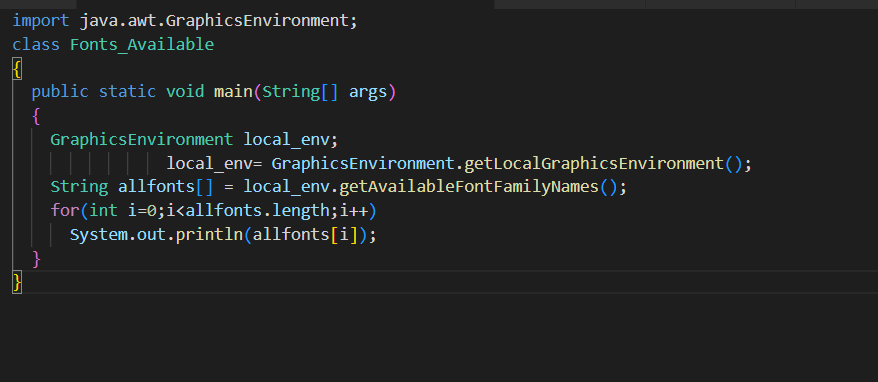 import java.awt.GraphicsEnvironment;
class Fonts_Available
{
  public static void main(String[] args)
  {
    GraphicsEnvironment local_env;
                local_env= GraphicsEnvironment.getLocalGraphicsEnvironment();
    String allfonts[] = local_env.getAvailableFontFamilyNames();
    for(int i=0;i<allfonts.length;i++)
      System.out.println(allfonts[i]);
  }
}